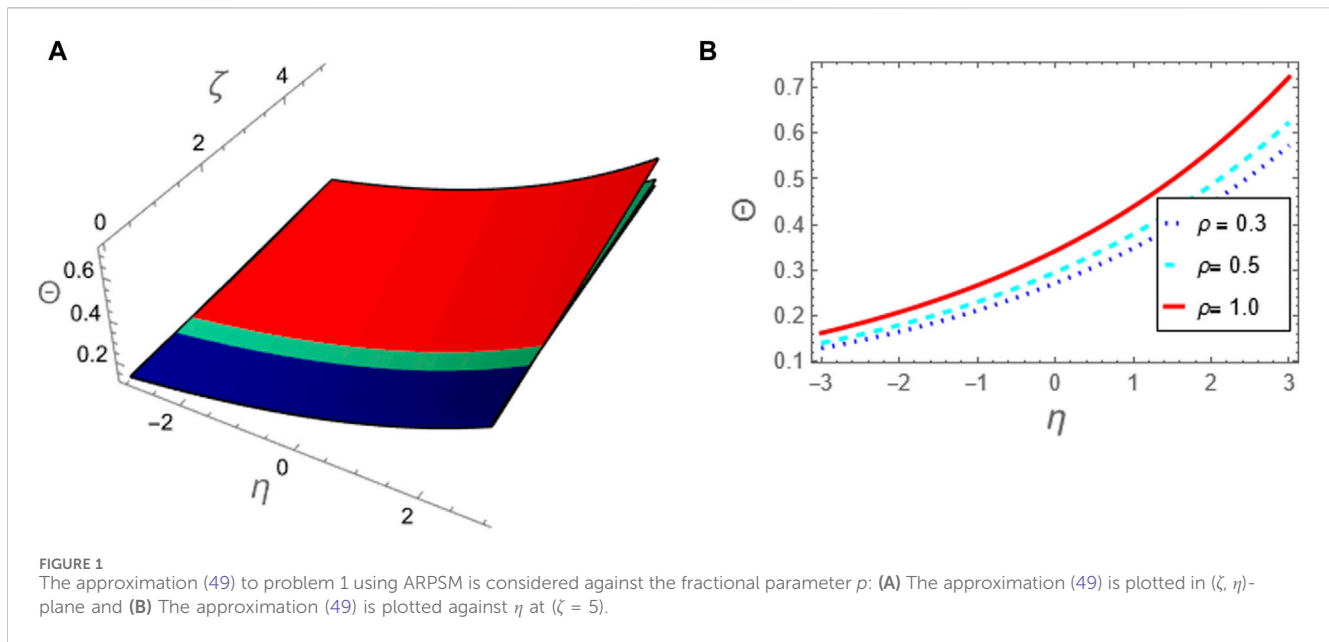 A
ζ
4
2
0
0.6
Θ
0.4
0.2
−2
0
η
2
B
0.7
0.6
0.5
Θ
0.4
0.3
0.2
0.1
ρ = 0.3
ρ= 0.5
ρ= 1.0
−3 −2 −1 0 1 2 3
η
FIGURE 1
The approximation (49) to problem 1 using ARPSM is considered against the fractional parameter p: (A) The approximation (49) is plotted in (ζ, η)-
plane and (B) The approximation (49) is plotted against η at (ζ = 5).